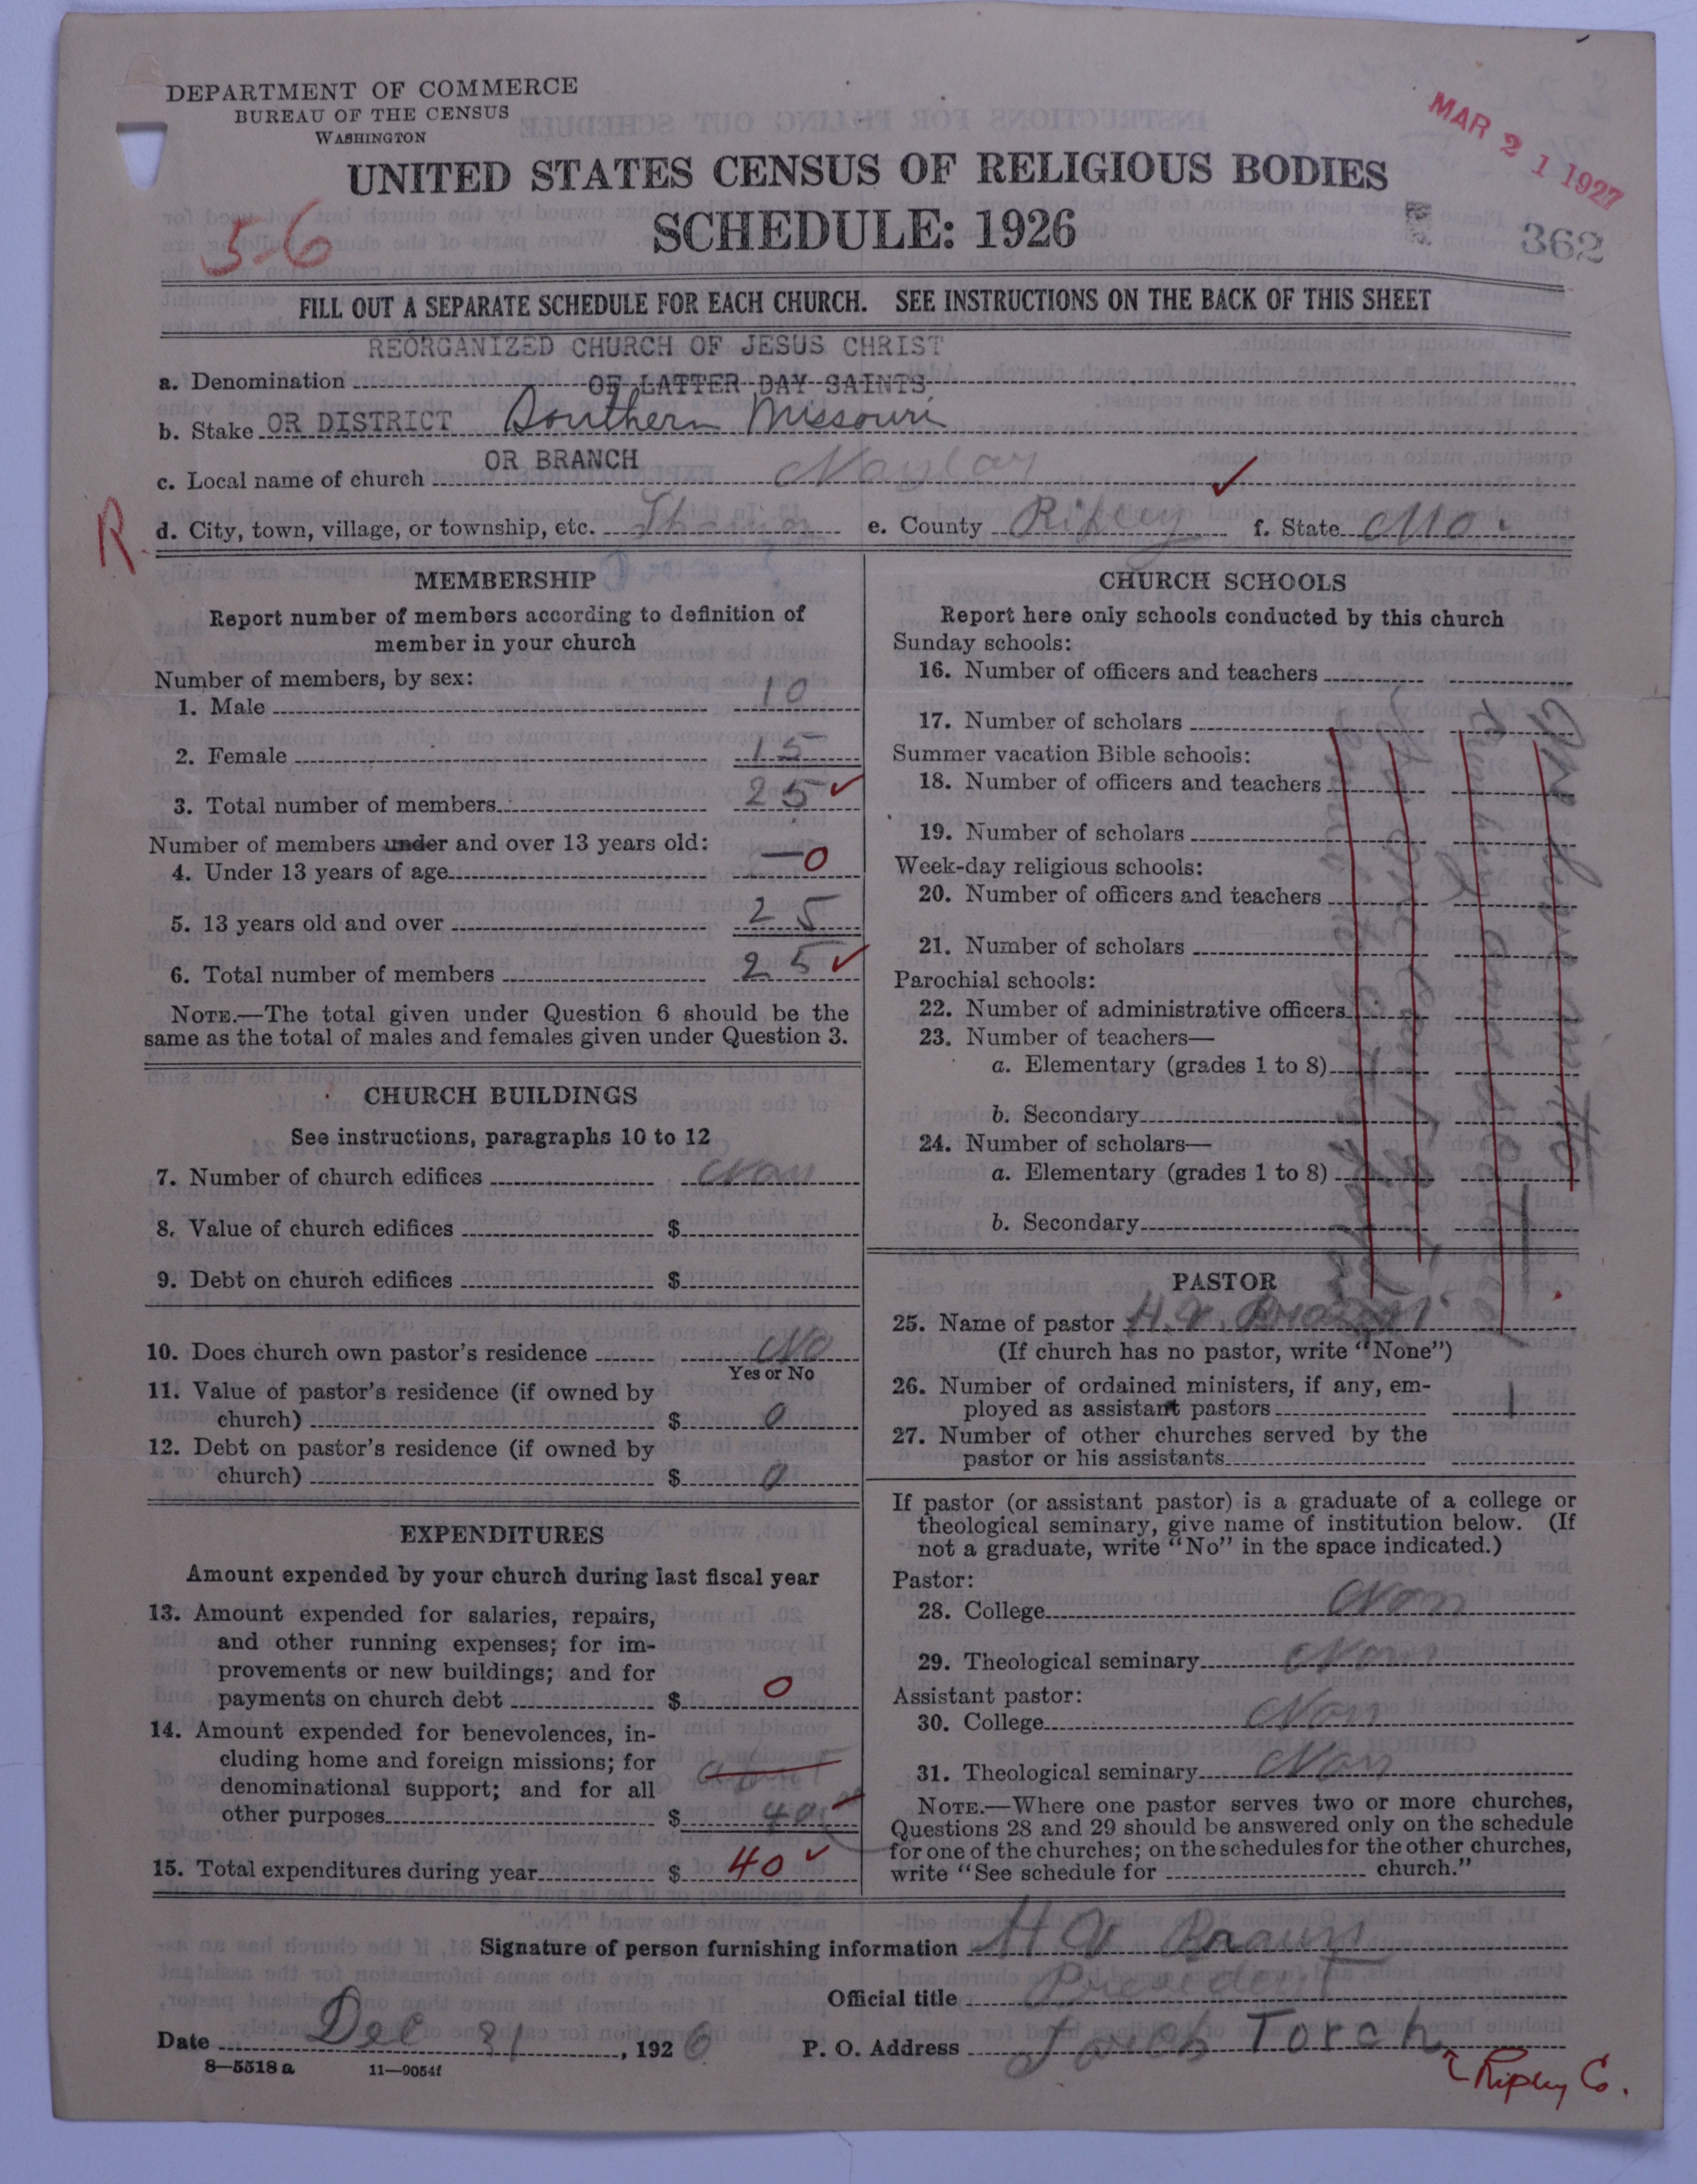 DEPARTMENT OF COMMERCE
BUREAU OF THE CENSUS
WASHINGTON
MAR 21 1927
UNITED STATES CENSUS OF RELIGIOUS BODIES
SCHEDULE: 1926
362
56
FILL OUT A SEPARATE SCHEDULE FOR EACH CHURCH. SEE INSTRUCTIONS ON THE BACK OF THIS SHEET
REORGANIZED CHURCH OF JESUS CHRIST
a. Denomination OF LATTER DAY SAINTS
b. Stake OR DISTRICT Southern Missouri
OR BRANCH
c. Local name of church Naylor
R. d. City, town, village, or township, etc. e. County Ripley f. State Mo.
MEMBERSHIP
Report number of members according to definition of
member in your church
Number of members, by sex:
1. Male 10
2. Female 15
3. Total number of members 25
Number of members under and over 13 years old:
4. Under 13 years of age — 0
5. 13 years old and over 25
6. Total number of members 25
NOTE.—The total given under Question 6 should be the
same as the total of males and females given under Question 3.
CHURCH BUILDINGS
See instructions, paragraphs 10 to 12
7. Number of church edifices Non
8. Value of church edifices $
9. Debt on church edifices $
10. Does church own pastor's residence No
Yes or No
11. Value of pastor's residence (if owned by
church) $ 0
12. Debt on pastor's residence (if owned by
church) $ 0
EXPENDITURES
Amount expended by your church during last fiscal year
13. Amount expended for salaries, repairs,
and other running expenses; for im-
provements or new buildings; and for
payments on church debt $ 0
14. Amount expended for benevolences, in-
cluding home and foreign missions; for
denominational support; and for all
other purposes $ 40
15. Total expenditures during year $ 40
CHURCH SCHOOLS
Report here only schools conducted by this church
Sunday schools:
16. Number of officers and teachers
17. Number of scholars
Summer vacation Bible schools:
18. Number of officers and teachers
19. Number of scholars
Week-day religious schools:
20. Number of officers and teachers
21. Number of scholars
Parochial schools:
22. Number of administrative officers
23. Number of teachers—
a. Elementary (grades 1 to 8)
b. Secondary
24. Number of scholars—
a. Elementary (grades 1 to 8)
b. Secondary
PASTOR
25. Name of pastor H.V.
(If church has no pastor, write "None")
26. Number of ordained ministers, if any, em-
ployed as assistant pastors 1
27. Number of other churches served by the
pastor or his assistants
If pastor (or assistant pastor) is a graduate of a college or
theological seminary, give name of institution below. (If
not a graduate, write "No" in the space indicated.)
Pastor:
28. College Non
29. Theological seminary Non
Assistant pastor:
30. College Non
31. Theological seminary Non
NOTE.—Where one pastor serves two or more churches,
Questions 28 and 29 should be answered only on the schedule
for one of the churches; on the schedules for the other churches,
write "See schedule for church."
Signature of person furnishing information H V Braun
Official title President
Date Dec 31, 1926 P. O. Address Torch Torch
Ripley Co.
8—5518 a 11—9054f